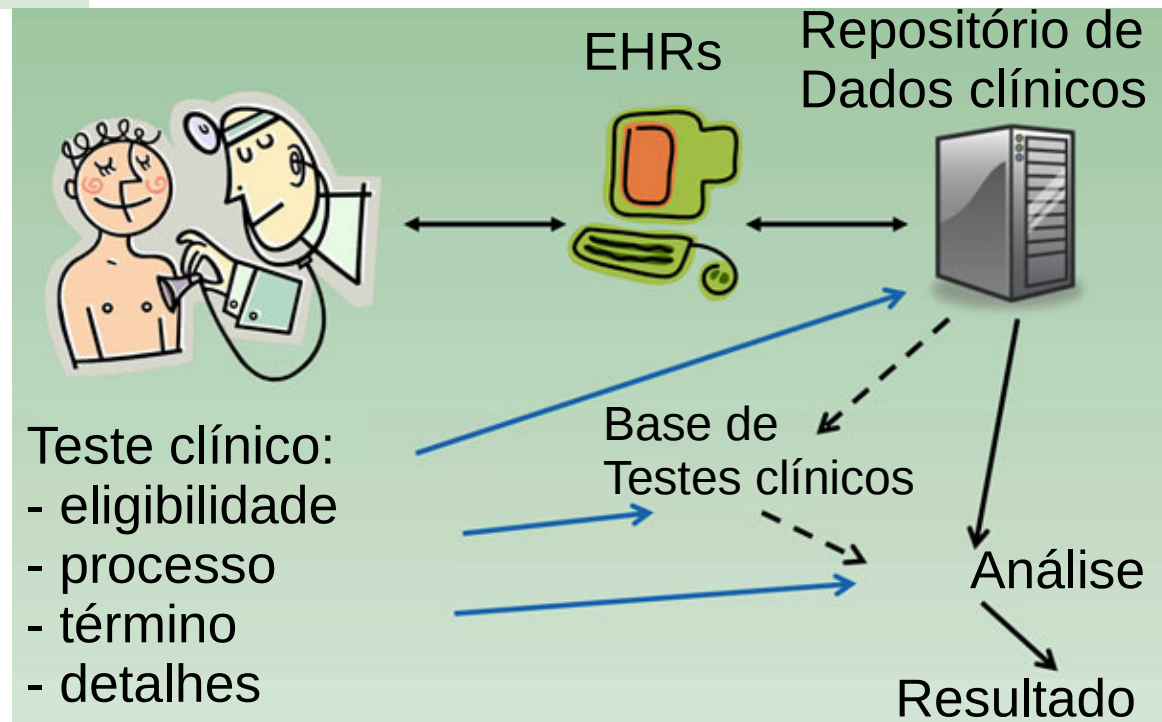 EHRs
Repositório de
Dados clínicos
Base de
Testes clínicos
Teste clínico:
- eligibilidade
- processo
- término
- detalhes
Análise
Resultado